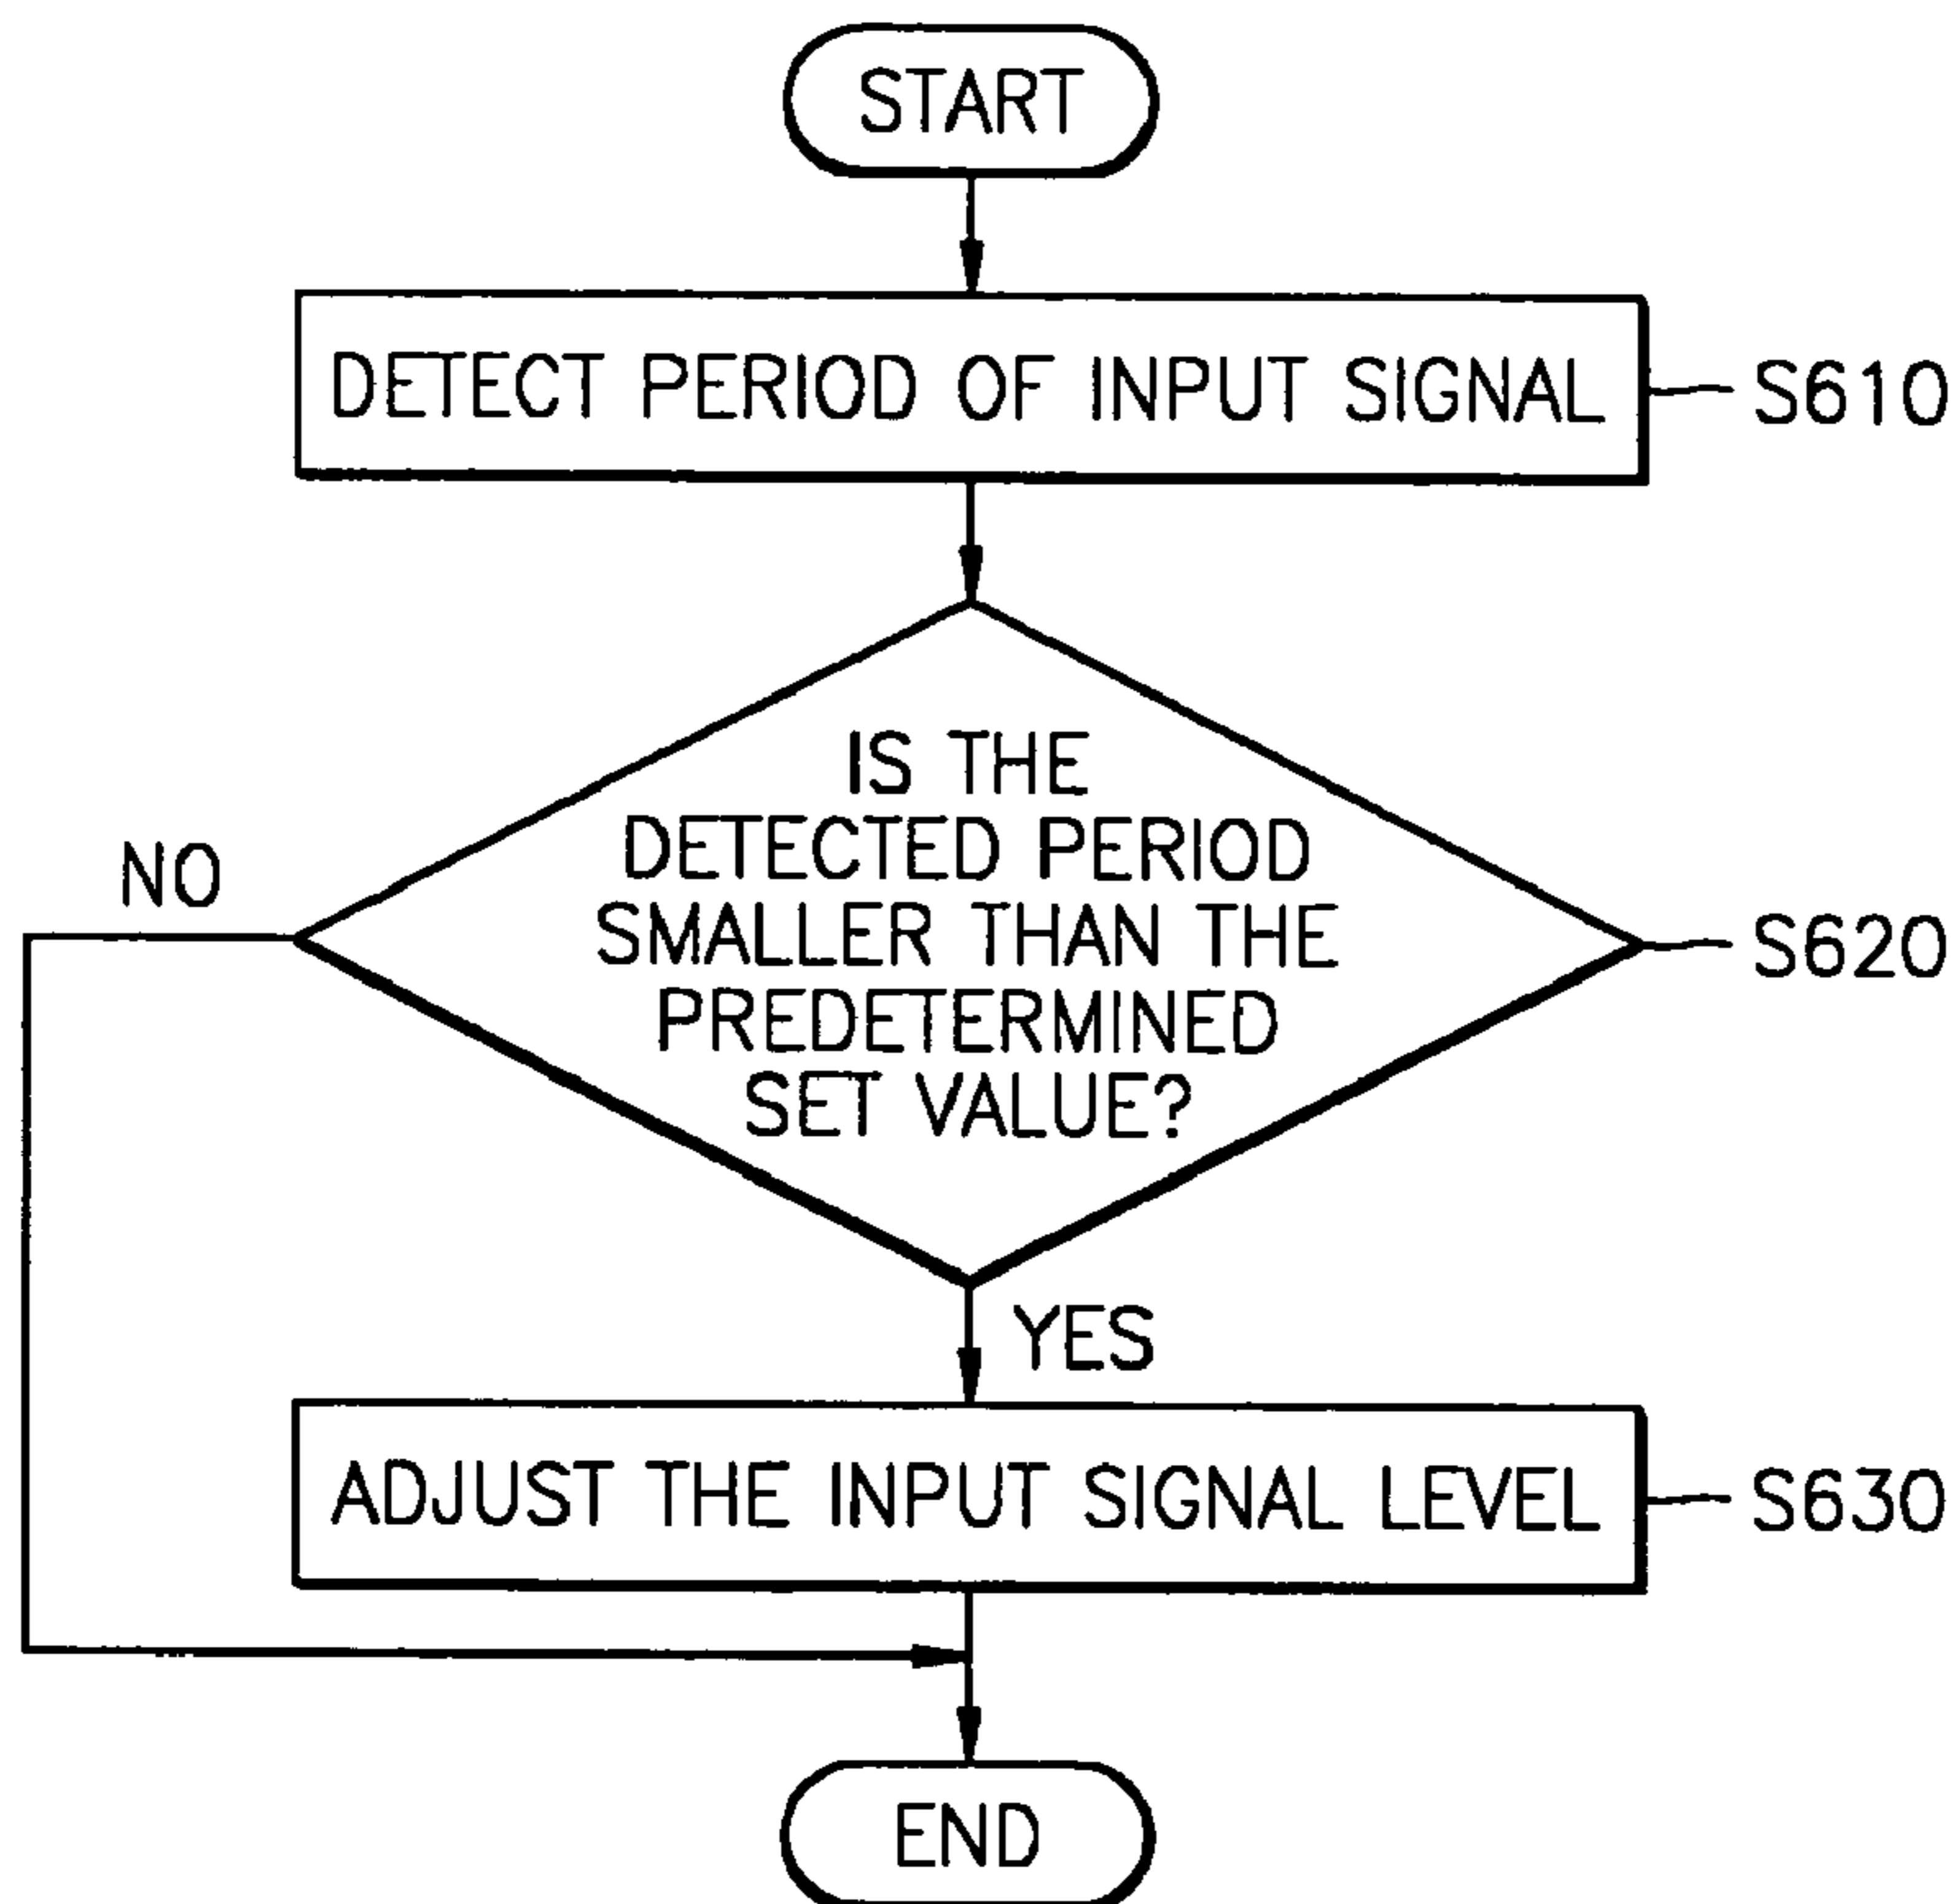 START
DETECT PERIOD OF INPUT SIGNAL
S610
IS THE
DETECTED PERIOD
SMALLER THAN THE
PREDETERMINED
SET VALUE?
S620
NO
YES
ADJUST THE INPUT SIGNAL LEVEL
S630
END